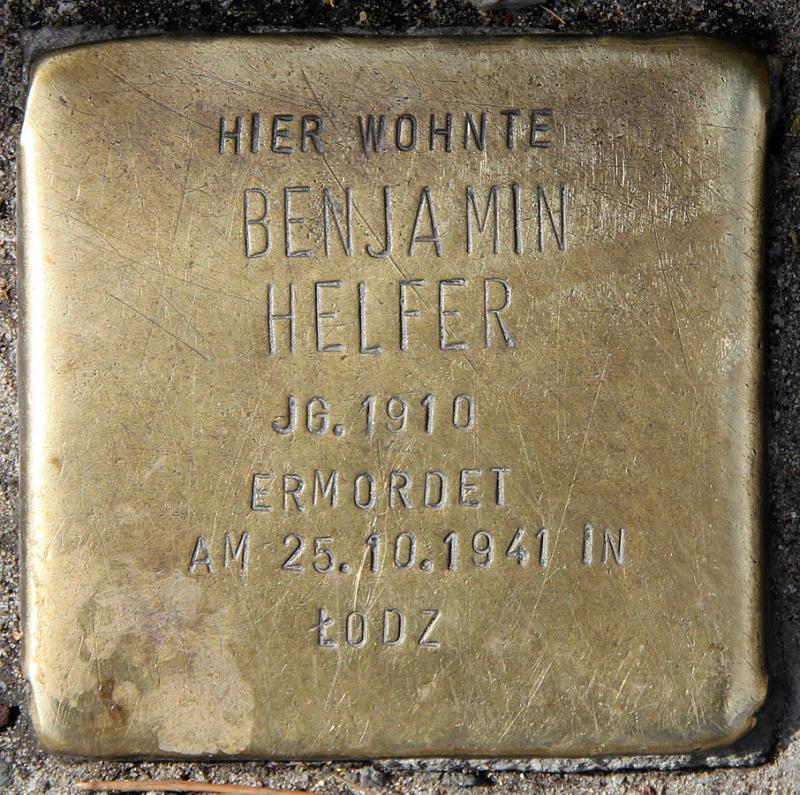 HIER WOHNTE
BENJAMIN
HELFER
JG. 1910
ERMORDET
AM 25.10.1941 IN
ŁODZ